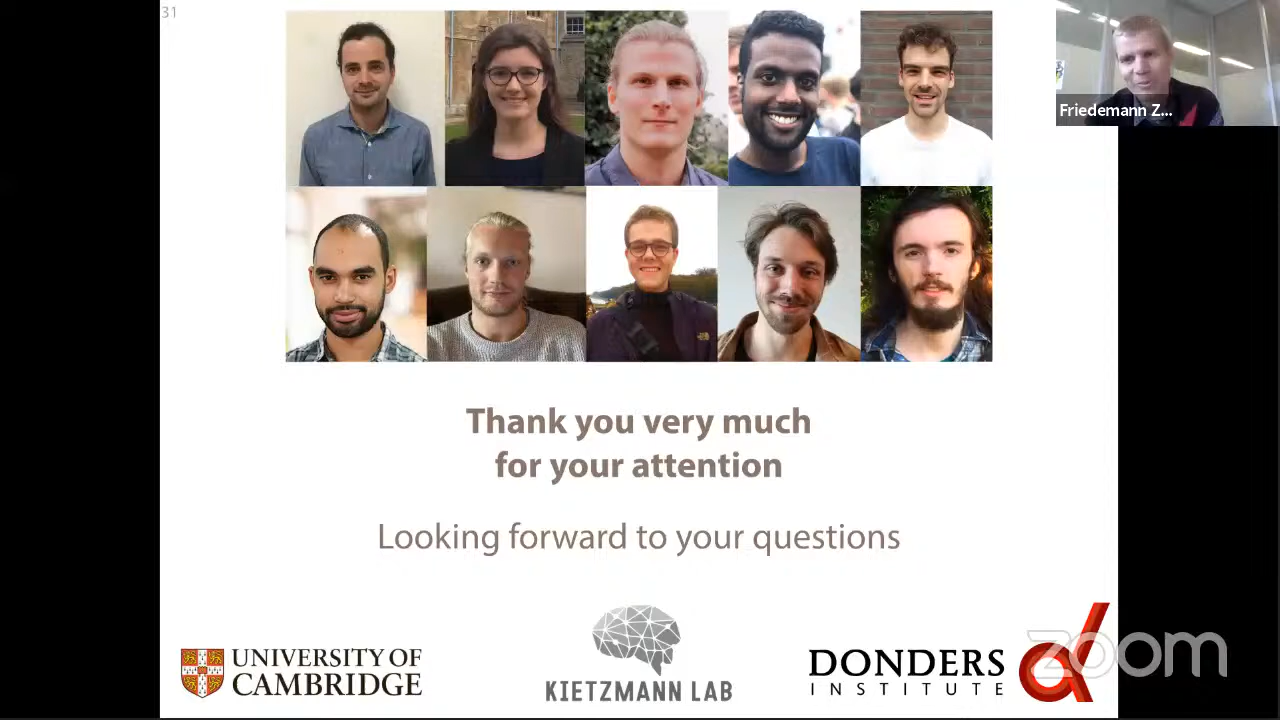 31
Friedemann Z...
Thank you very much
for your attention
Looking forward to your questions
UNIVERSITY OF
CAMBRIDGE
KIETZMANN LAB
DONDERS
INSTITUTE
zoom